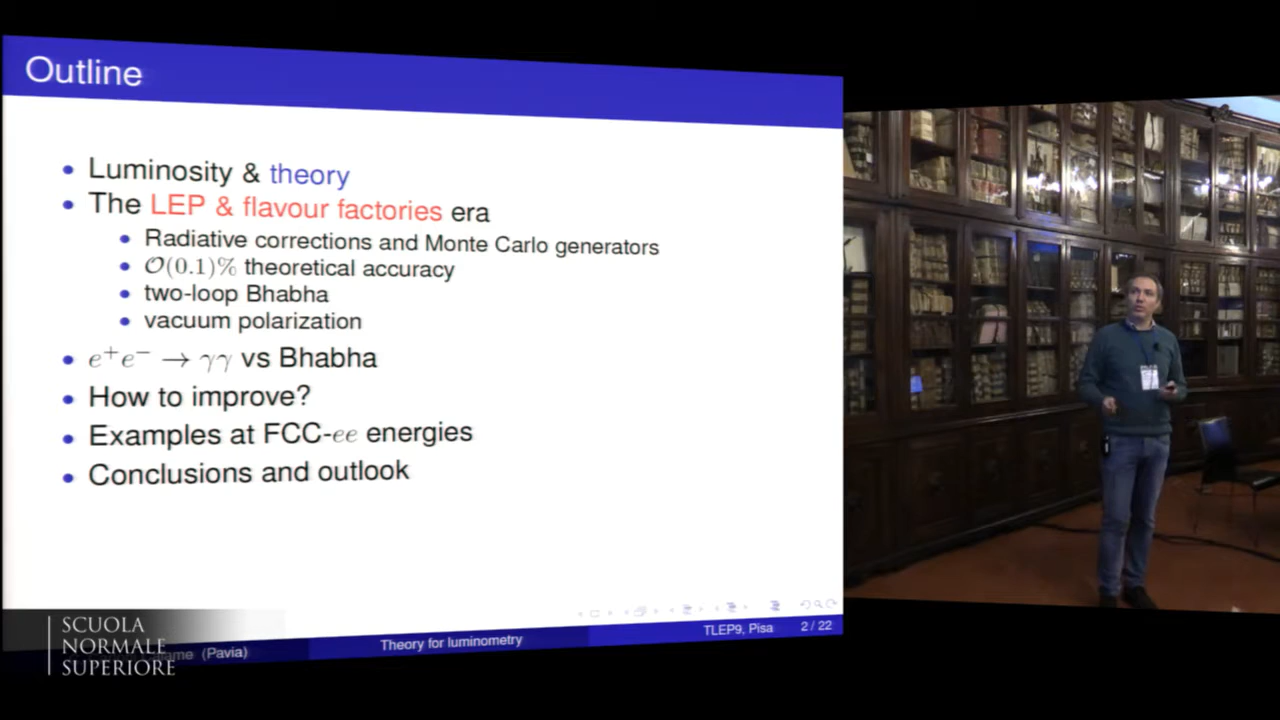 Outline
• Luminosity & theory
• The LEP & flavour factories era
• Radiative corrections and Monte Carlo generators
• 𝒪(0.1)% theoretical accuracy
• two-loop Bhabha
• vacuum polarization
• e⁺e⁻ → γγ vs Bhabha
• How to improve?
• Examples at FCC-ee energies
• Conclusions and outlook
SCUOLA
NORMALE
SUPERIORE
(Pavia)
Theory for luminometry
TLEP9, Pisa 2 / 22